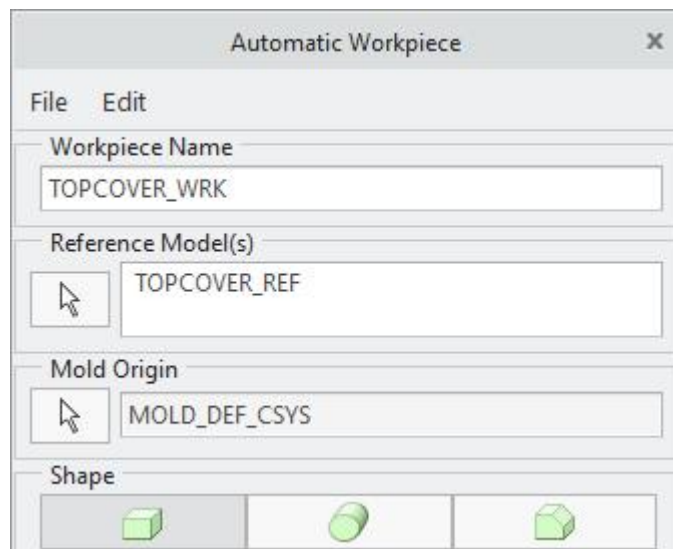 Automatic Workpiece
File Edit
Workpiece Name
TOPCOVER_WRK
Reference Model(s)
TOPCOVER_REF
Mold Origin
MOLD_DEF_CSYS
Shape